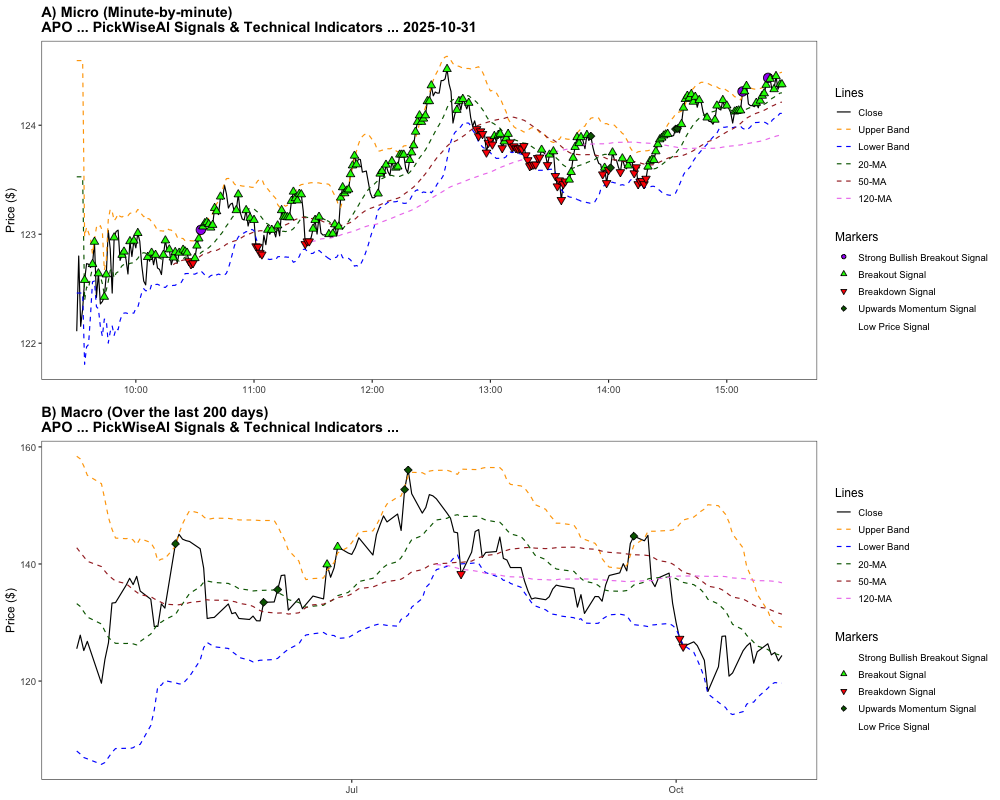 A) Micro (Minute-by-minute)
APO ... PickWiseAI Signals & Technical Indicators ... 2025-10-31
Price ($)
124
123
122
10:00
11:00
12:00
13:00
14:00
15:00
Lines
Close
Upper Band
Lower Band
20-MA
50-MA
120-MA
Markers
Strong Bullish Breakout Signal
Breakout Signal
Breakdown Signal
Upwards Momentum Signal
Low Price Signal
B) Macro (Over the last 200 days)
APO ... PickWiseAI Signals & Technical Indicators ...
Price ($)
160
140
120
Jul
Oct
Lines
Close
Upper Band
Lower Band
20-MA
50-MA
120-MA
Markers
Strong Bullish Breakout Signal
Breakout Signal
Breakdown Signal
Upwards Momentum Signal
Low Price Signal